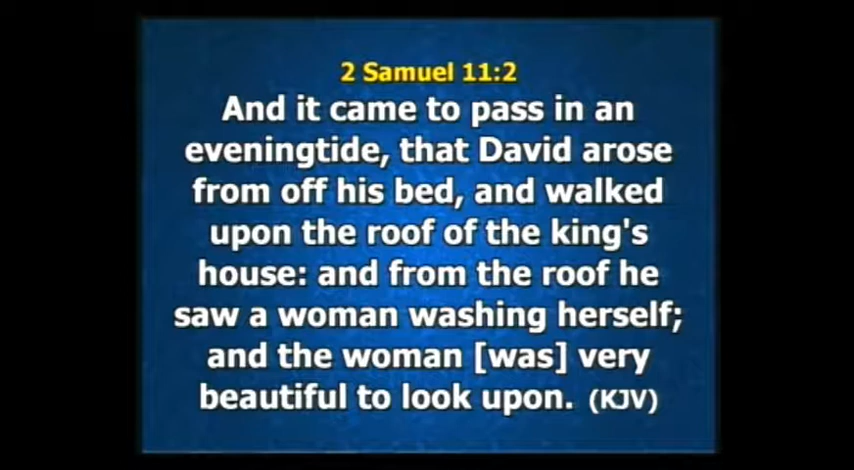 2 Samuel 11:2
And it came to pass in an
eveningtide, that David arose
from off his bed, and walked
upon the roof of the king's
house: and from the roof he
saw a woman washing herself;
and the woman [was] very
beautiful to look upon. (KJV)